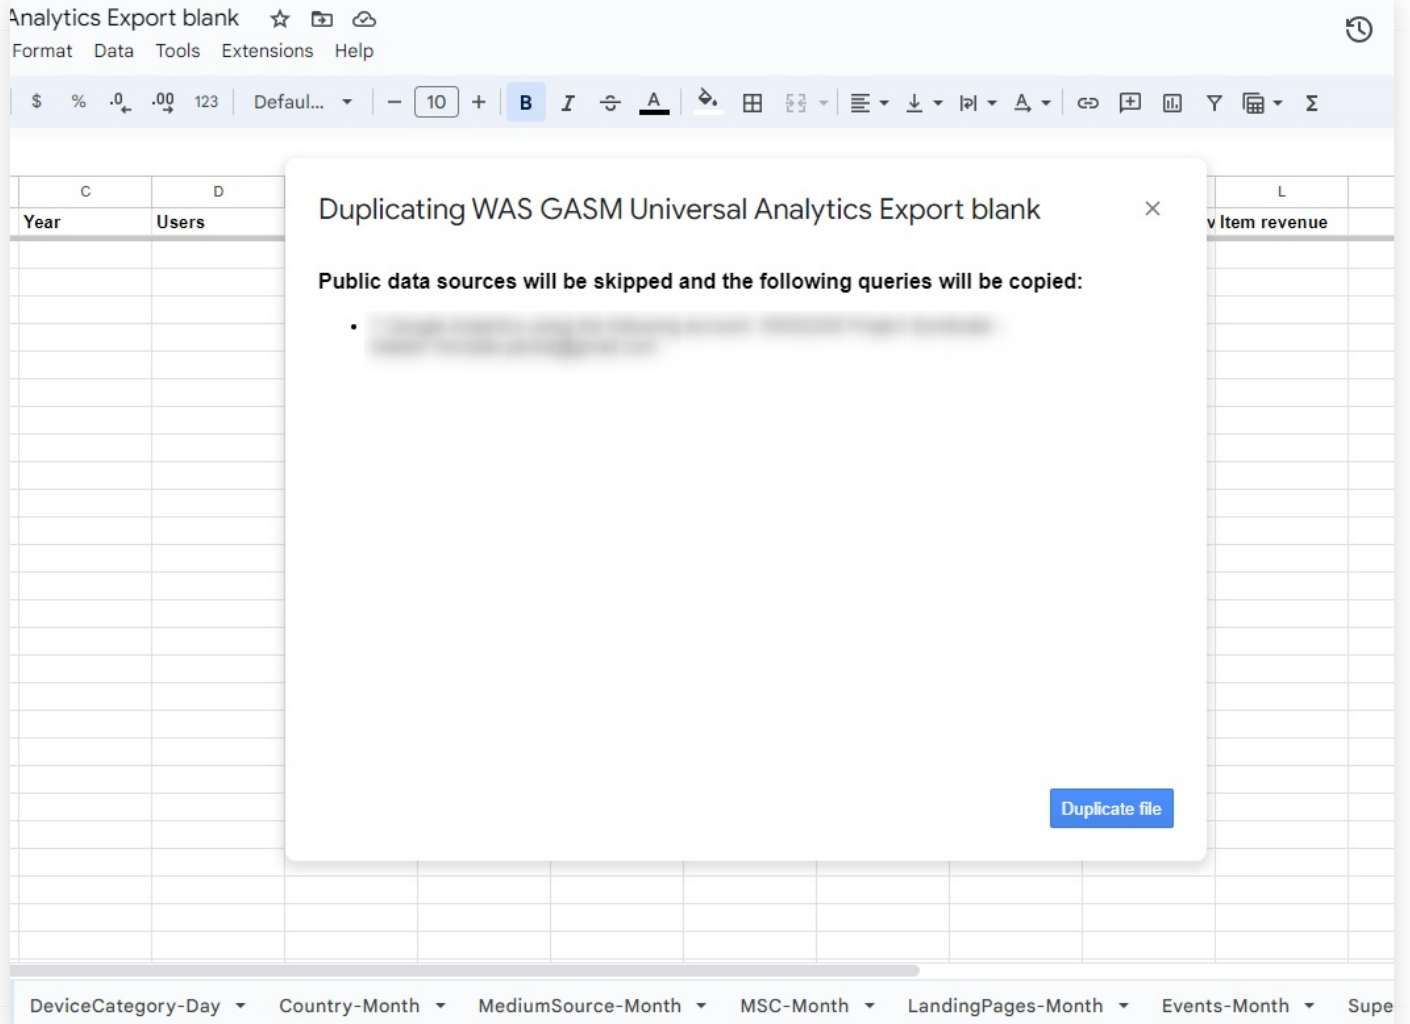 Analytics Export blank
Format Data Tools Extensions Help
$ % .0 .00 123 Defaul... − 10 + B I S A A Σ
C D L
Year Users Item revenue
Duplicating WAS GASM Universal Analytics Export blank
Public data sources will be skipped and the following queries will be copied:
Duplicate file
DeviceCategory-Day Country-Month MediumSource-Month MSC-Month LandingPages-Month Events-Month Supe